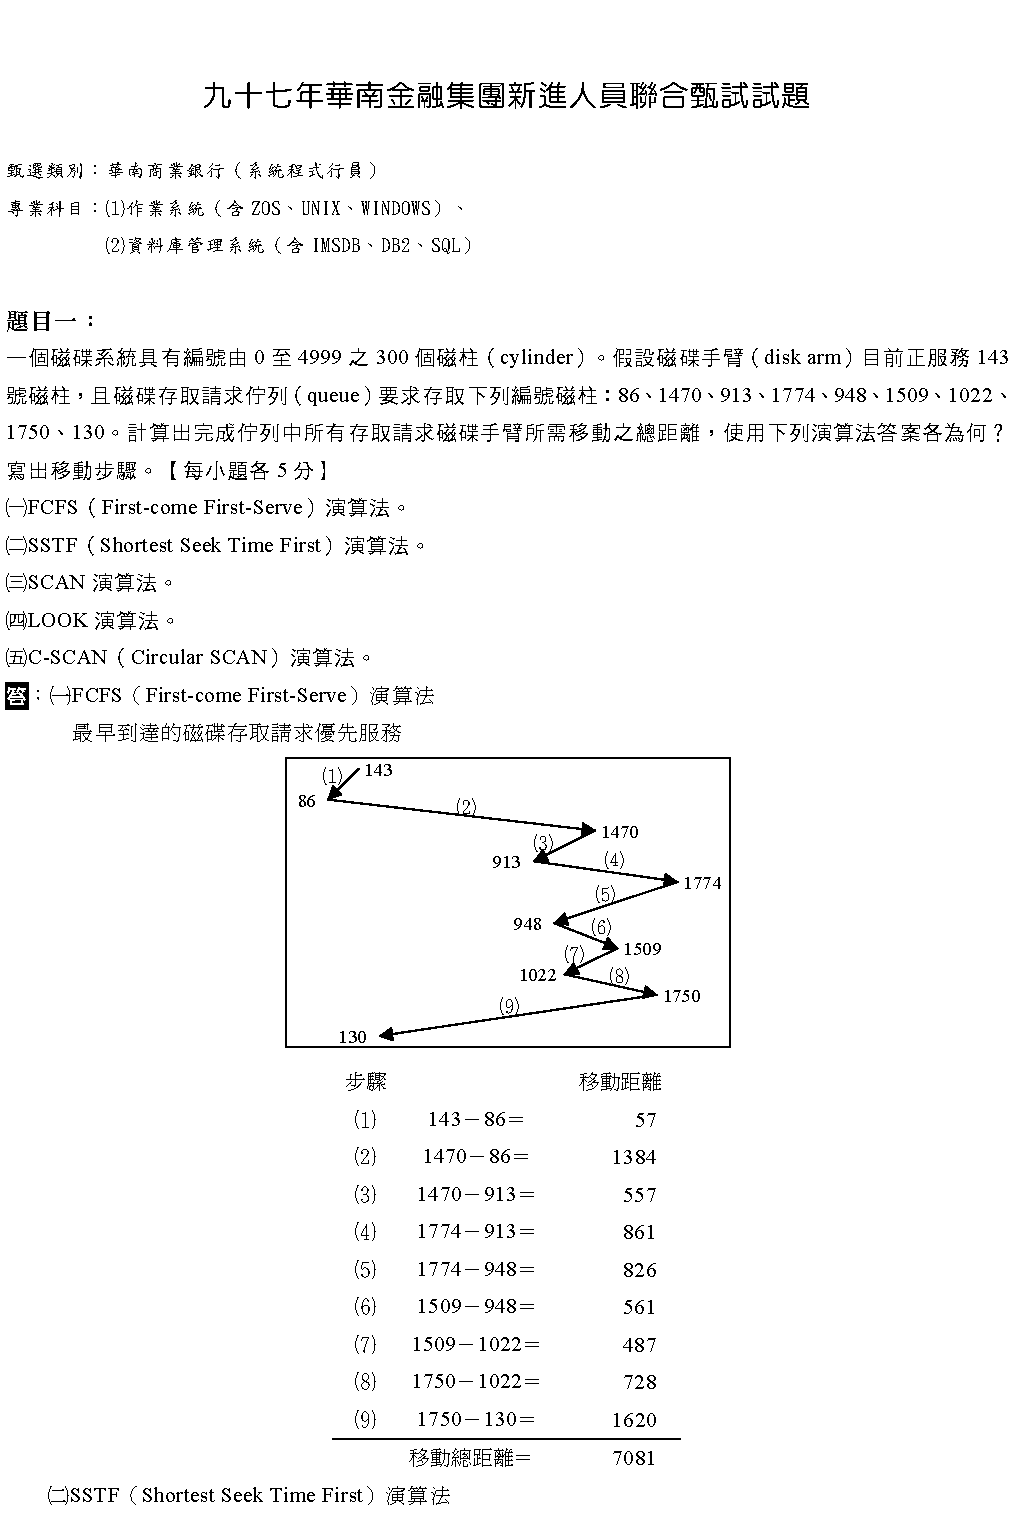 九十七年華南金融集團新進人員聯合甄試試題
甄選類別：華南商業銀行（系統程式行員）
專業科目：⑴作業系統（含 ZOS、UNIX、WINDOWS）、
⑵資料庫管理系統（含 IMSDB、DB2、SQL）
題目一：
一個磁碟系統具有編號由 0 至 4999 之 300 個磁柱（cylinder）。假設磁碟手臂（disk arm）目前正服務 143
號磁柱，且磁碟存取請求佇列（queue）要求存取下列編號磁柱：86、1470、913、1774、948、1509、1022、
1750、130。計算出完成佇列中所有存取請求磁碟手臂所需移動之總距離，使用下列演算法答案各為何？
寫出移動步驟。【每小題各 5 分】
㈠FCFS（First-come First-Serve）演算法。
㈡SSTF（Shortest Seek Time First）演算法。
㈢SCAN 演算法。
㈣LOOK 演算法。
㈤C-SCAN（Circular SCAN）演算法。
答：㈠FCFS（First-come First-Serve）演算法
最早到達的磁碟存取請求優先服務
⑴ 143
86 ⑵
1470
⑶
913 ⑷
1774
⑸
948 ⑹
1509
⑺
1022 ⑻
1750
⑼
130
步驟 移動距離
⑴ 143－86＝ 57
⑵ 1470－86＝ 1384
⑶ 1470－913＝ 557
⑷ 1774－913＝ 861
⑸ 1774－948＝ 826
⑹ 1509－948＝ 561
⑺ 1509－1022＝ 487
⑻ 1750－1022＝ 728
⑼ 1750－130＝ 1620
移動總距離＝ 7081
㈡SSTF（Shortest Seek Time First）演算法